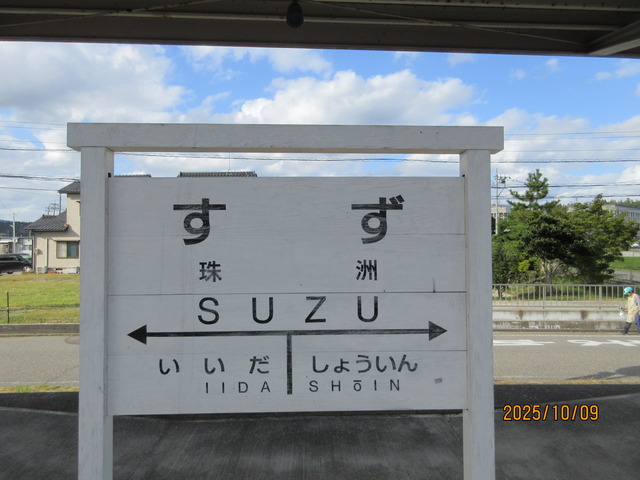 すず
珠洲
SUZU
いいだ しょういん
IIDA SHōIN
2025/10/09